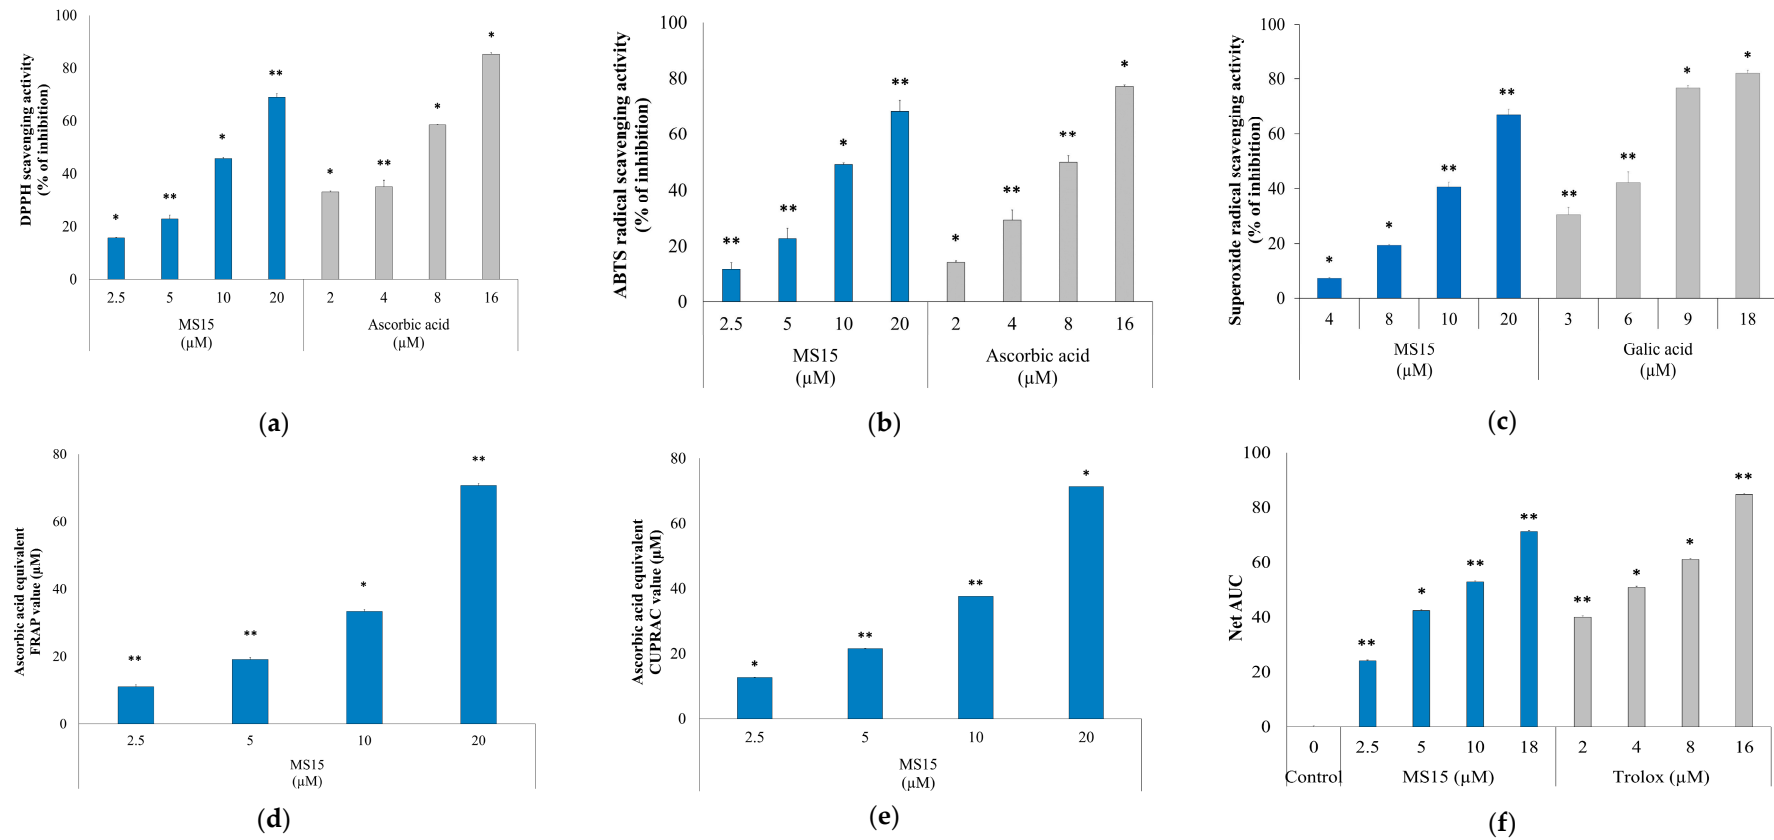 DPPH scavenging activity
(% of inhibition)
100
80
60
40
20
0
*
**
*
**
*
**
*
*
2.5 5 10 20 2 4 8 16
MS15 Ascorbic acid
(µM) (µM)
(a)
ABTS radical scavenging activity
(% of inhibition)
100
80
60
40
20
0
**
**
*
**
*
**
**
*
2.5 5 10 20 2 4 8 16
MS15 Ascorbic acid
(µM) (µM)
(b)
Superoxide radical scavenging activity
(% of inhibition)
100
80
60
40
20
0
*
*
**
**
**
**
*
*
4 8 10 20 3 6 9 18
MS15 Galic acid
(µM) (µM)
(c)
Ascorbic acid equivalent
FRAP value (µM)
80
60
40
20
0
**
**
*
**
2.5 5 10 20
MS15
(µM)
(d)
Ascorbic acid equivalent
CUPRAC value (µM)
80
60
40
20
0
*
**
**
*
2.5 5 10 20
MS15
(µM)
(e)
Net AUC
100
80
60
40
20
0
**
*
**
**
**
*
*
**
0 2.5 5 10 18 2 4 8 16
Control MS15 (µM) Trolox (µM)
(f)